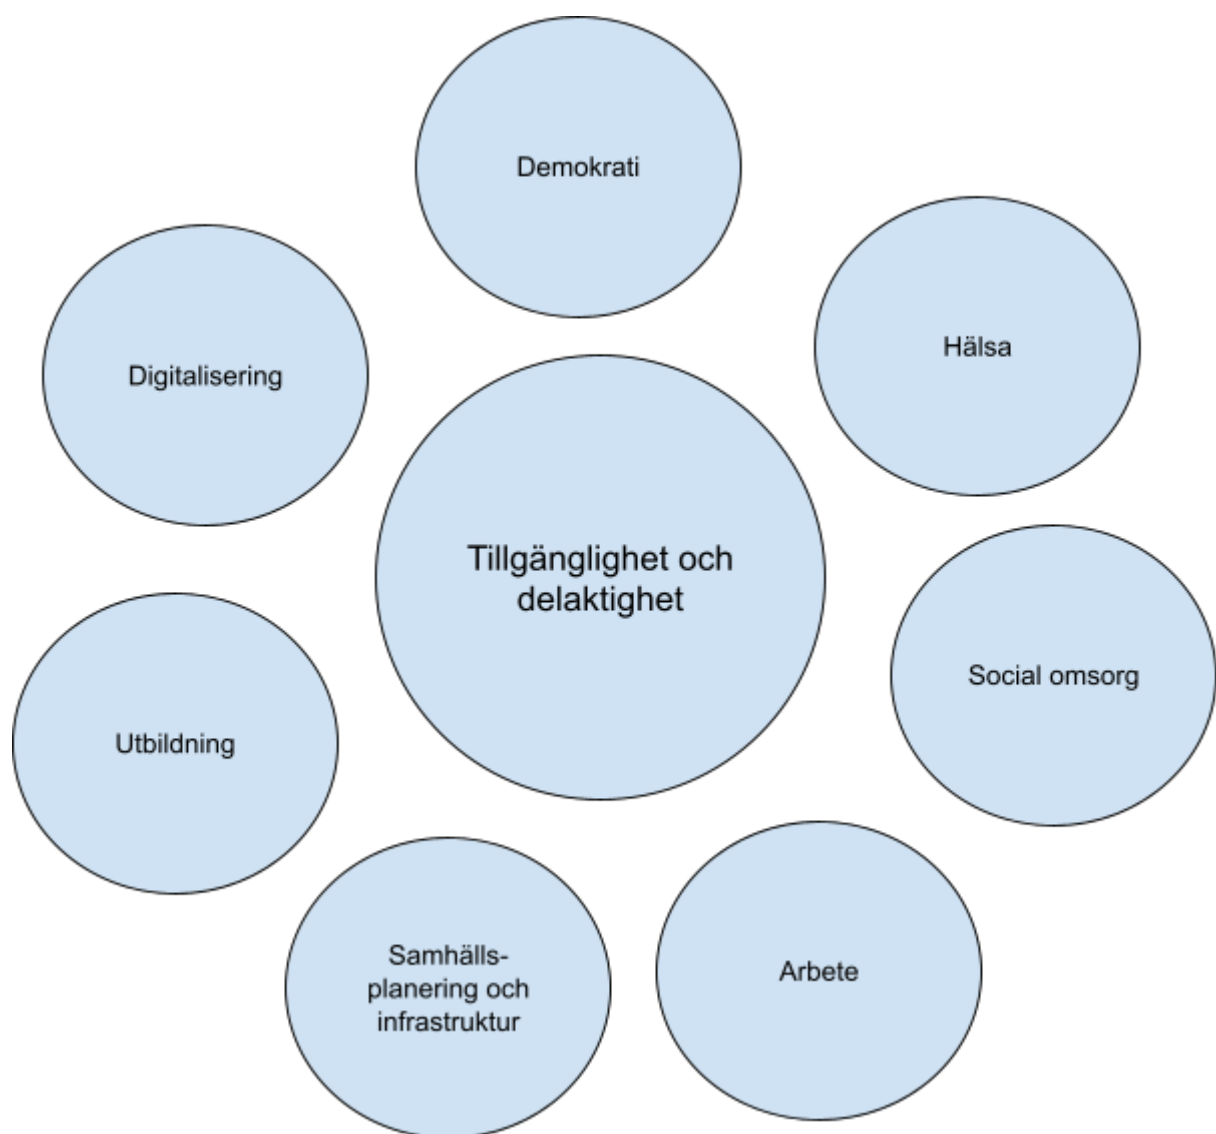 Demokrati
Hälsa
Digitalisering
Tillgänglighet och
delaktighet
Social omsorg
Utbildning
Samhälls-
planering och
infrastruktur
Arbete